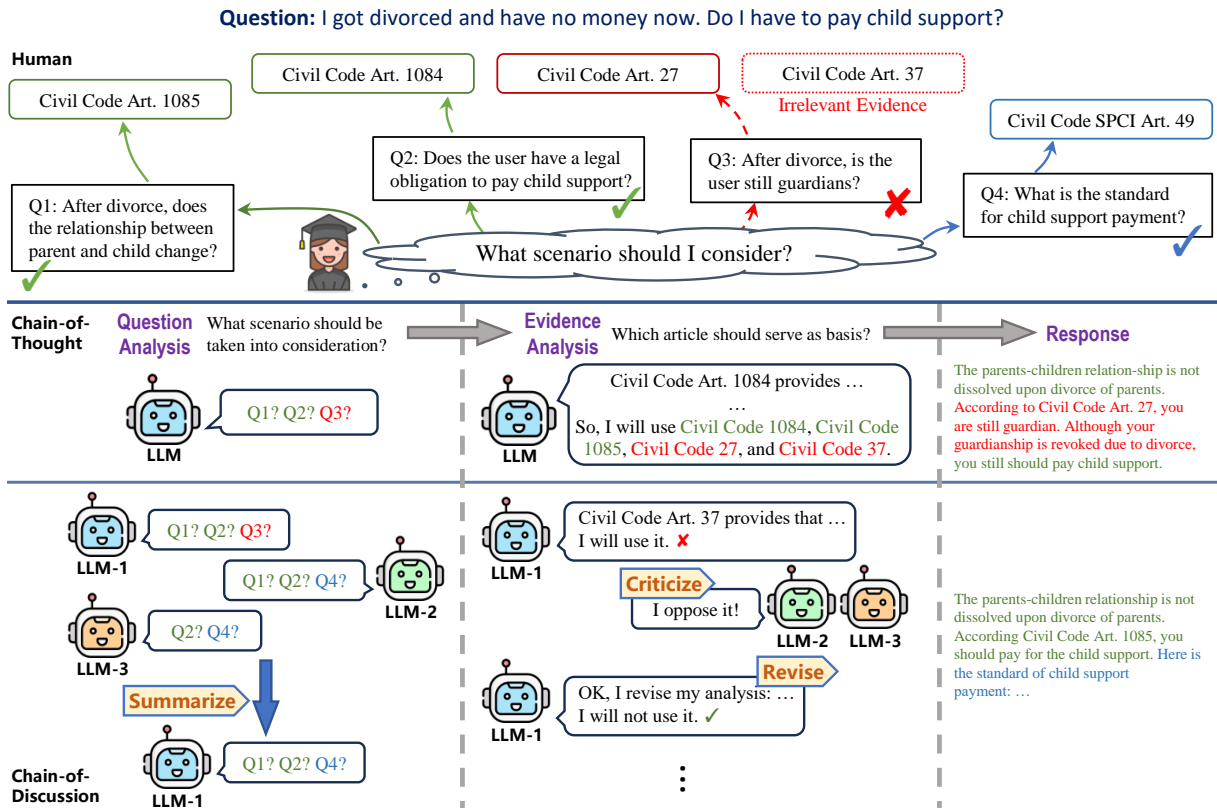 Question: I got divorced and have no money now. Do I have to pay child support?
Human
Civil Code Art. 1085
Civil Code Art. 1084
Civil Code Art. 27
Civil Code Art. 37
Irrelevant Evidence
Civil Code SPCI Art. 49
Q1: After divorce, does
the relationship between
parent and child change?
Q2: Does the user have a legal
obligation to pay child support?
Q3: After divorce, is the
user still guardians?
Q4: What is the standard
for child support payment?
What scenario should I consider?
Chain-of-
Thought
Question
Analysis
What scenario should be
taken into consideration?
Evidence
Analysis
Which article should serve as basis?
Response
Q1? Q2? Q3?
LLM
Civil Code Art. 1084 provides …
…
So, I will use Civil Code 1084, Civil Code
1085, Civil Code 27, and Civil Code 37.
LLM
The parents-children relation-ship is not
dissolved upon divorce of parents.
According to Civil Code Art. 27, you
are still guardian. Although your
guardianship is revoked due to divorce,
you still should pay child support.
Q1? Q2? Q3?
LLM-1
Q1? Q2? Q4?
LLM-2
Q2? Q4?
LLM-3
Summarize
Q1? Q2? Q4?
LLM-1
Chain-of-
Discussion
Civil Code Art. 37 provides that …
I will use it. ✘
LLM-1
Criticize
I oppose it!
LLM-2
LLM-3
Revise
OK, I revise my analysis: …
I will not use it. ✓
LLM-1
⋮
The parents-children relationship is not
dissolved upon divorce of parents.
According Civil Code Art. 1085, you
should pay for the child support. Here is
the standard of child support
payment: …